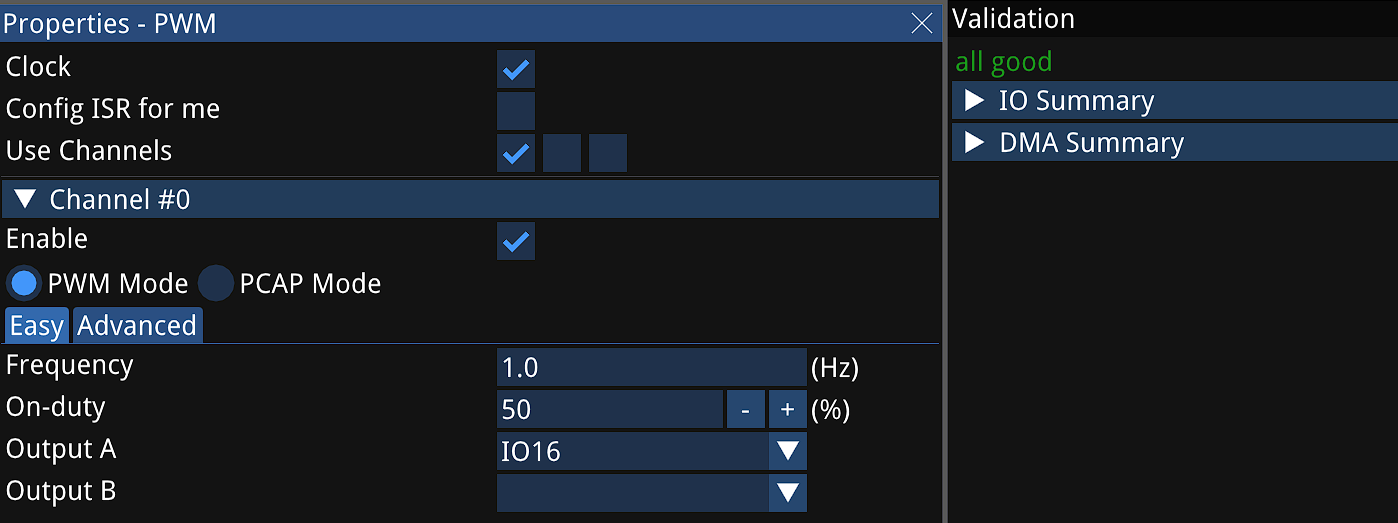 Properties - PWM
Clock
Config ISR for me
Use Channels
Channel #0
Enable
PWM Mode PCAP Mode
Easy Advanced
Frequency 1.0 (Hz)
On-duty 50 - + (%)
Output A IO16
Output B
Validation
all good
IO Summary
DMA Summary